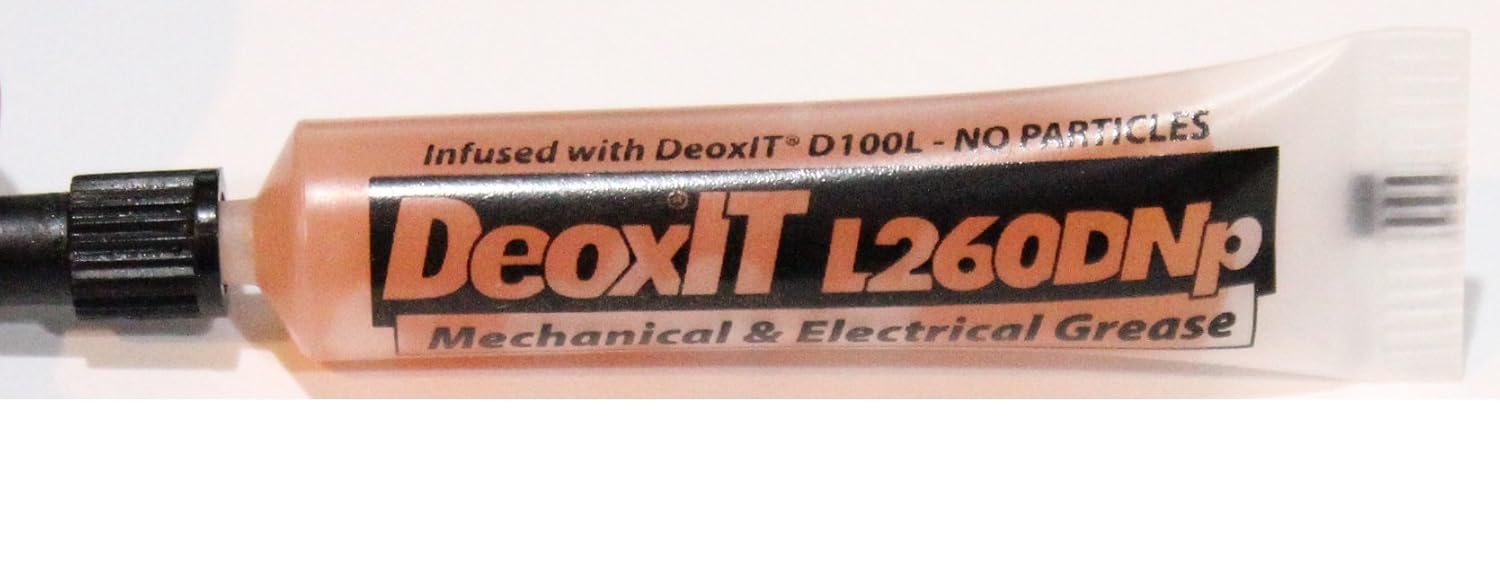 Infused with DeoxIT® D100L - NO PARTICLES
DeoxIT® L260DNp
Mechanical & Electrical Grease